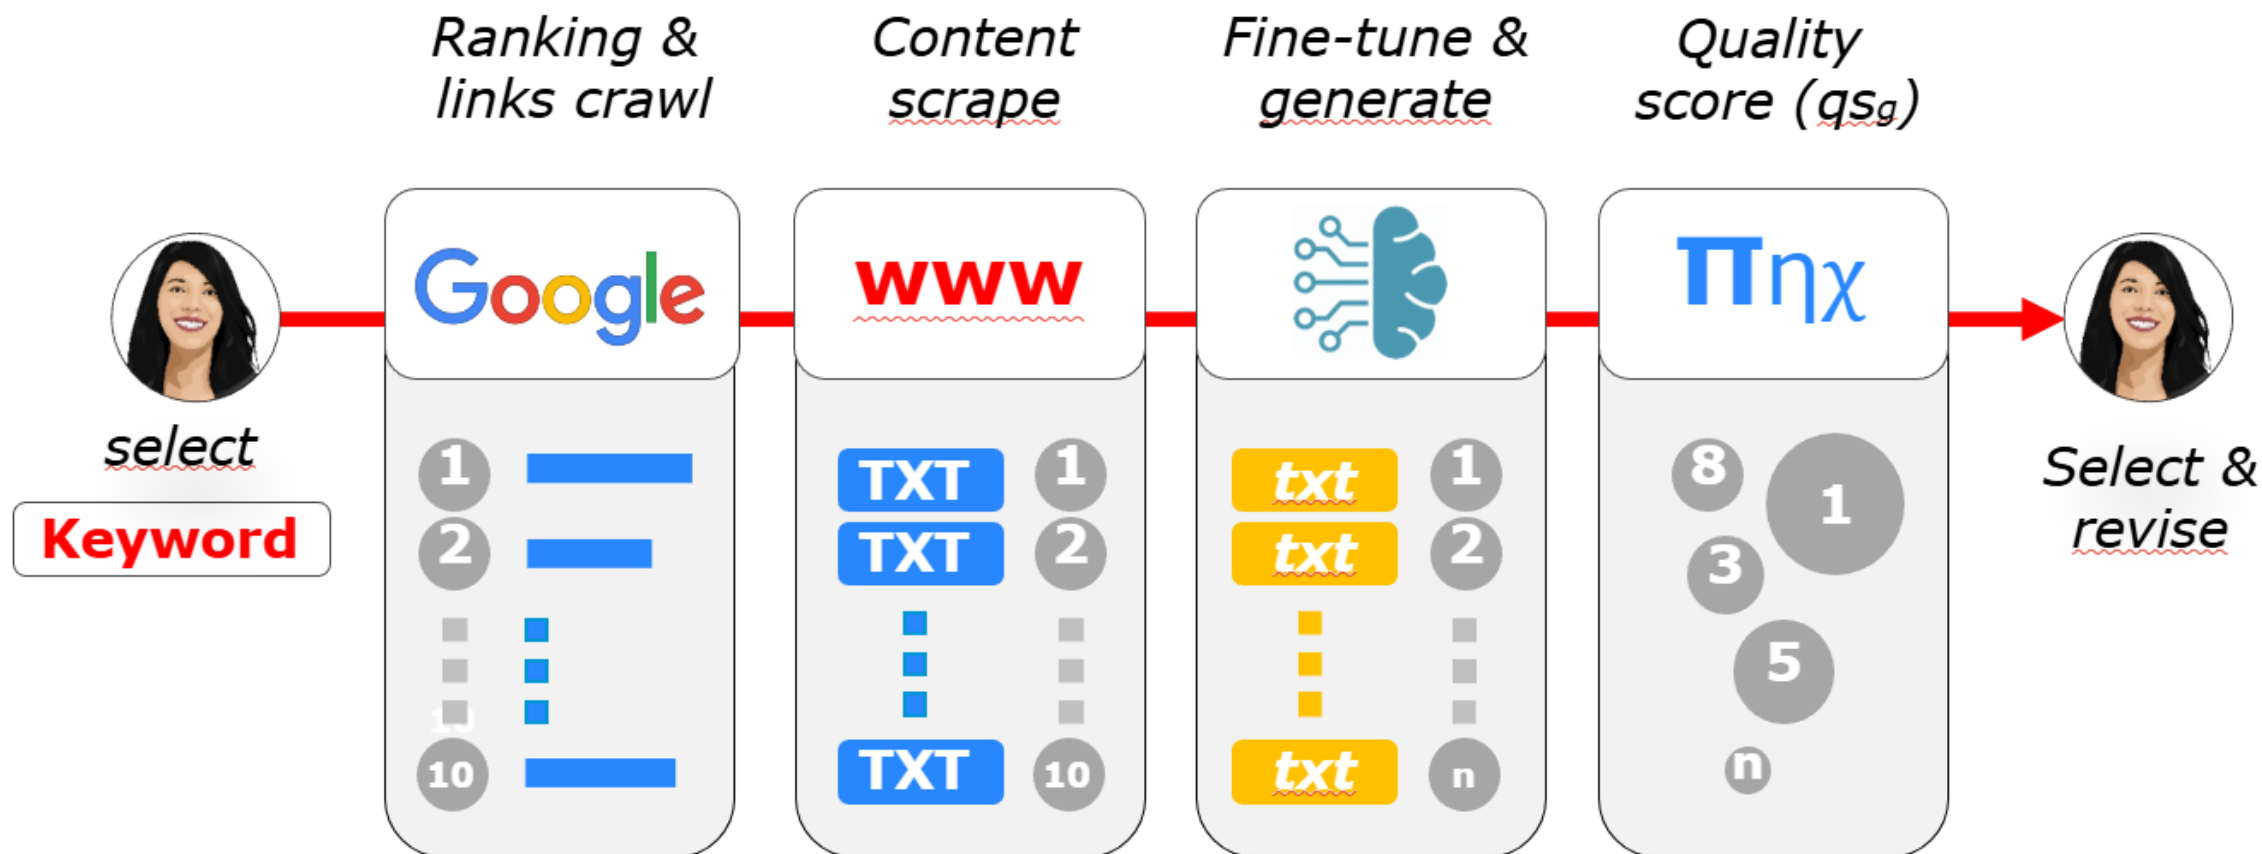 Ranking &
links crawl
Content
scrape
Fine-tune &
generate
Quality
score (qsg)
Google
www
Πηχ
select
Keyword
1
2
10
10
TXT 1
TXT 2
TXT 10
txt 1
txt 2
txt n
8
1
3
5
n
Select &
revise